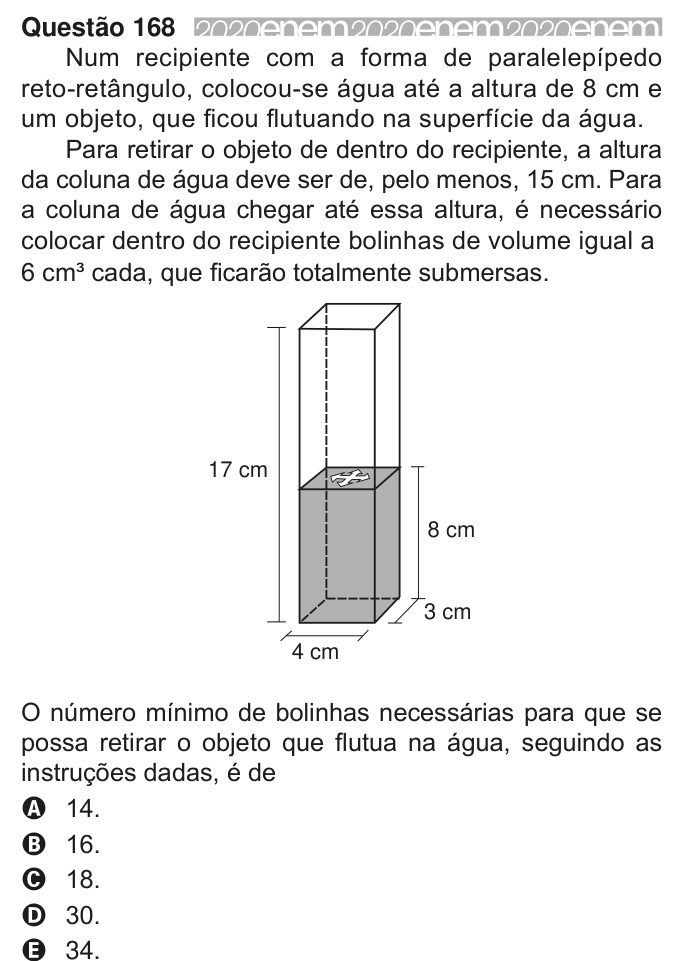 Questão 168 2020enem2020enem2020enem
Num recipiente com a forma de paralelepípedo
reto-retângulo, colocou-se água até a altura de 8 cm e
um objeto, que ficou flutuando na superfície da água.
Para retirar o objeto de dentro do recipiente, a altura
da coluna de água deve ser de, pelo menos, 15 cm. Para
a coluna de água chegar até essa altura, é necessário
colocar dentro do recipiente bolinhas de volume igual a
6 cm³ cada, que ficarão totalmente submersas.
17 cm
8 cm
3 cm
4 cm
O número mínimo de bolinhas necessárias para que se
possa retirar o objeto que flutua na água, seguindo as
instruções dadas, é de
A 14.
B 16.
C 18.
D 30.
E 34.